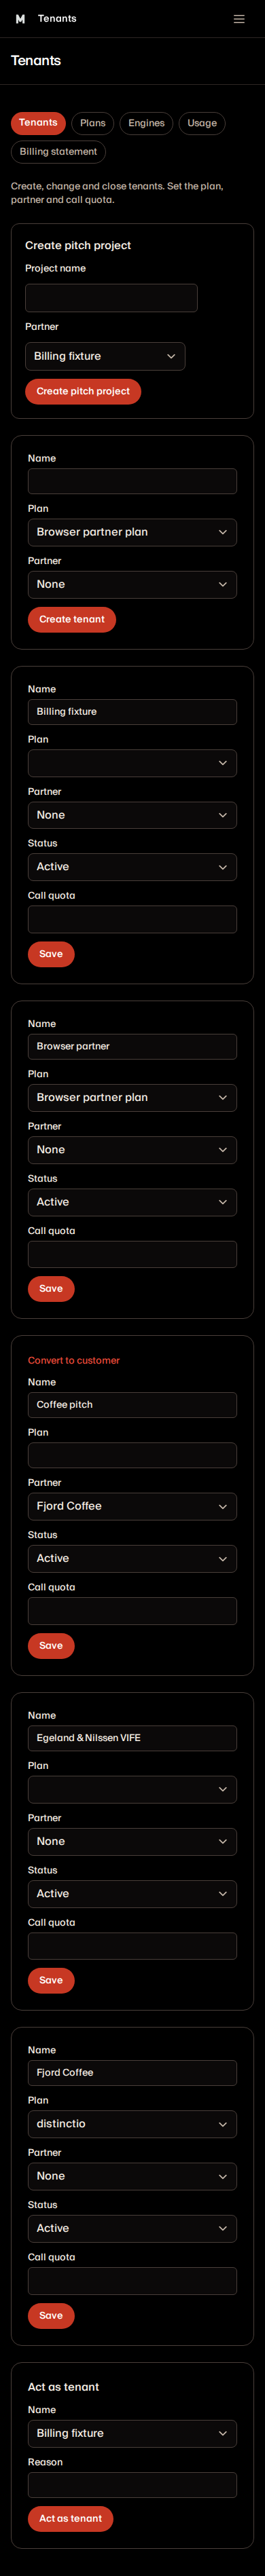 M Tenants
Tenants
Tenants Plans Engines Usage
Billing statement
Create, change and close tenants. Set the plan,
partner and call quota.
Create pitch project
Project name
Partner
Billing fixture
Create pitch project
Name
Plan
Browser partner plan
Partner
None
Create tenant
Name
Billing fixture
Plan
Partner
None
Status
Active
Call quota
Save
Name
Browser partner
Plan
Browser partner plan
Partner
None
Status
Active
Call quota
Save
Convert to customer
Name
Coffee pitch
Plan
Partner
Fjord Coffee
Status
Active
Call quota
Save
Name
Egeland & Nilssen VIFE
Plan
Partner
None
Status
Active
Call quota
Save
Name
Fjord Coffee
Plan
distinctio
Partner
None
Status
Active
Call quota
Save
Act as tenant
Name
Billing fixture
Reason
Act as tenant